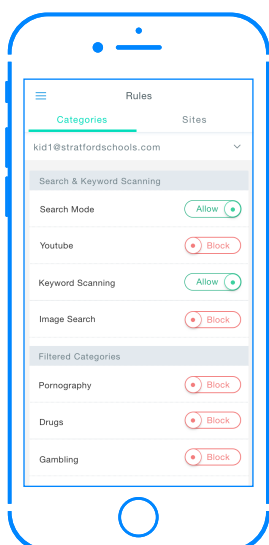 Rules
Categories Sites
kid1@stratfordschools.com
Search & Keyword Scanning
Search Mode Allow
Youtube Block
Keyword Scanning Allow
Image Search Block
Filtered Categories
Pornography Block
Drugs Block
Gambling Block